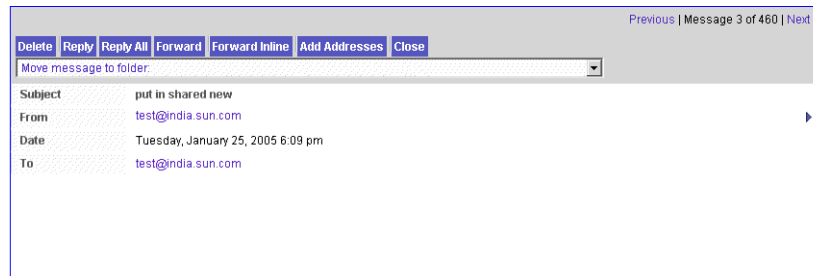 Previous | Message 3 of 460 | Next
Delete Reply Reply All Forward Forward Inline Add Addresses Close
Move message to folder:
Subject put in shared new
From test@india.sun.com
Date Tuesday, January 25, 2005 6:09 pm
To test@india.sun.com